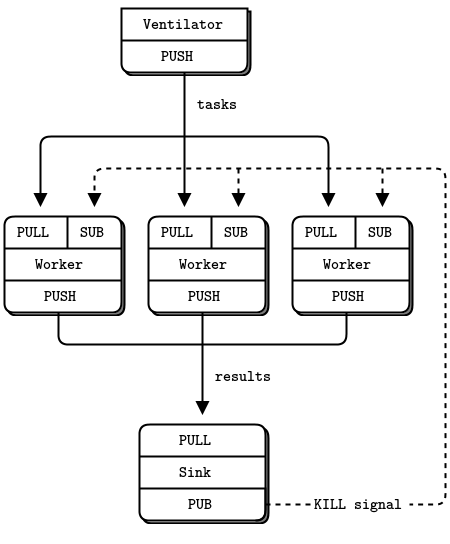 Ventilator
PUSH
tasks
PULL SUB PULL SUB PULL SUB
Worker Worker Worker
PUSH PUSH PUSH
results
PULL
Sink
PUB KILL signal